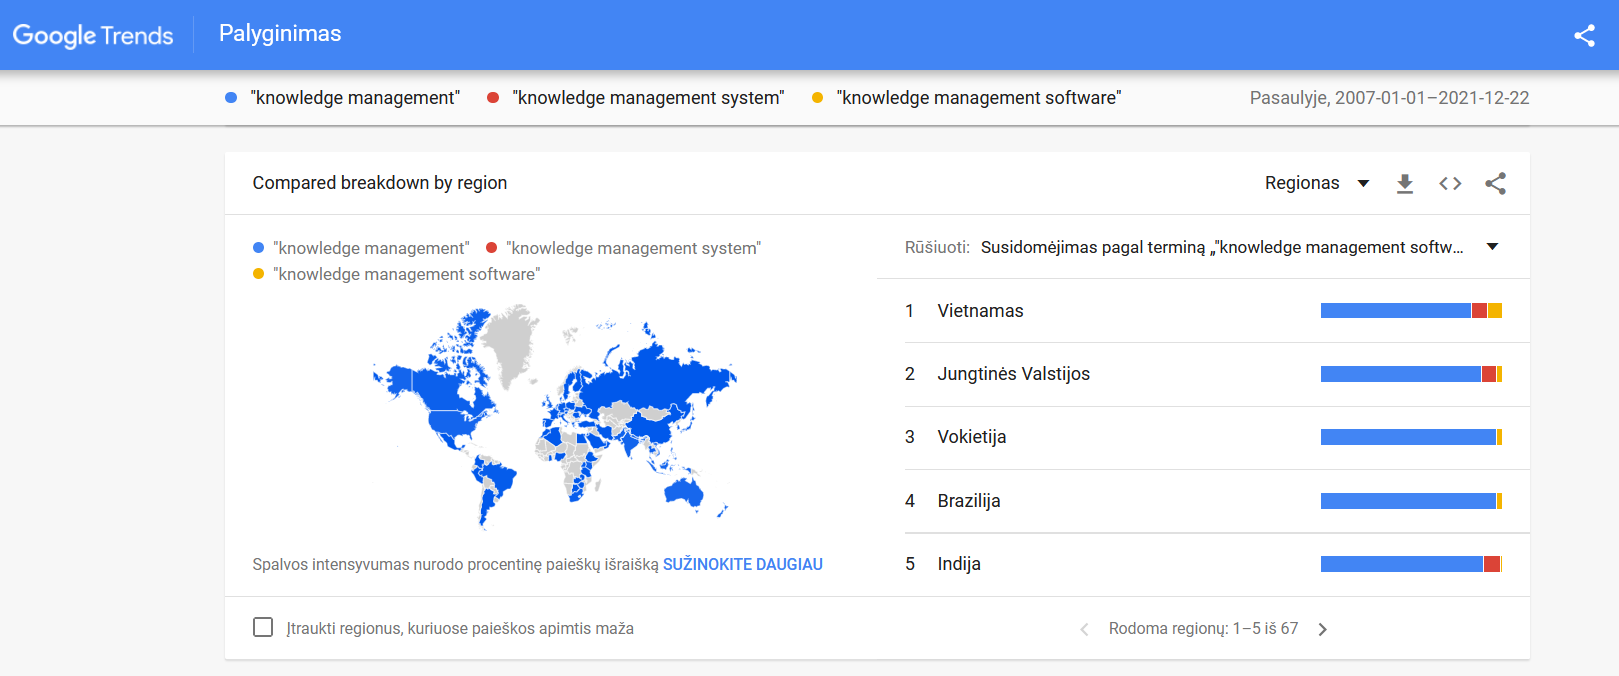 Google Trends Palyginimas
"knowledge management" "knowledge management system" "knowledge management software" Pasaulyje, 2007-01-01–2021-12-22
Compared breakdown by region Regionas
"knowledge management" "knowledge management system"
"knowledge management software"
Rūšiuoti: Susidomėjimas pagal terminą „"knowledge management softw...
1 Vietnamas
2 Jungtinės Valstijos
3 Vokietija
4 Brazilija
5 Indija
Spalvos intensyvumas nurodo procentinę paieškų išraišką SUŽINOKITE DAUGIAU
Įtraukti regionus, kuriuose paieškos apimtis maža
Rodoma regionų: 1–5 iš 67